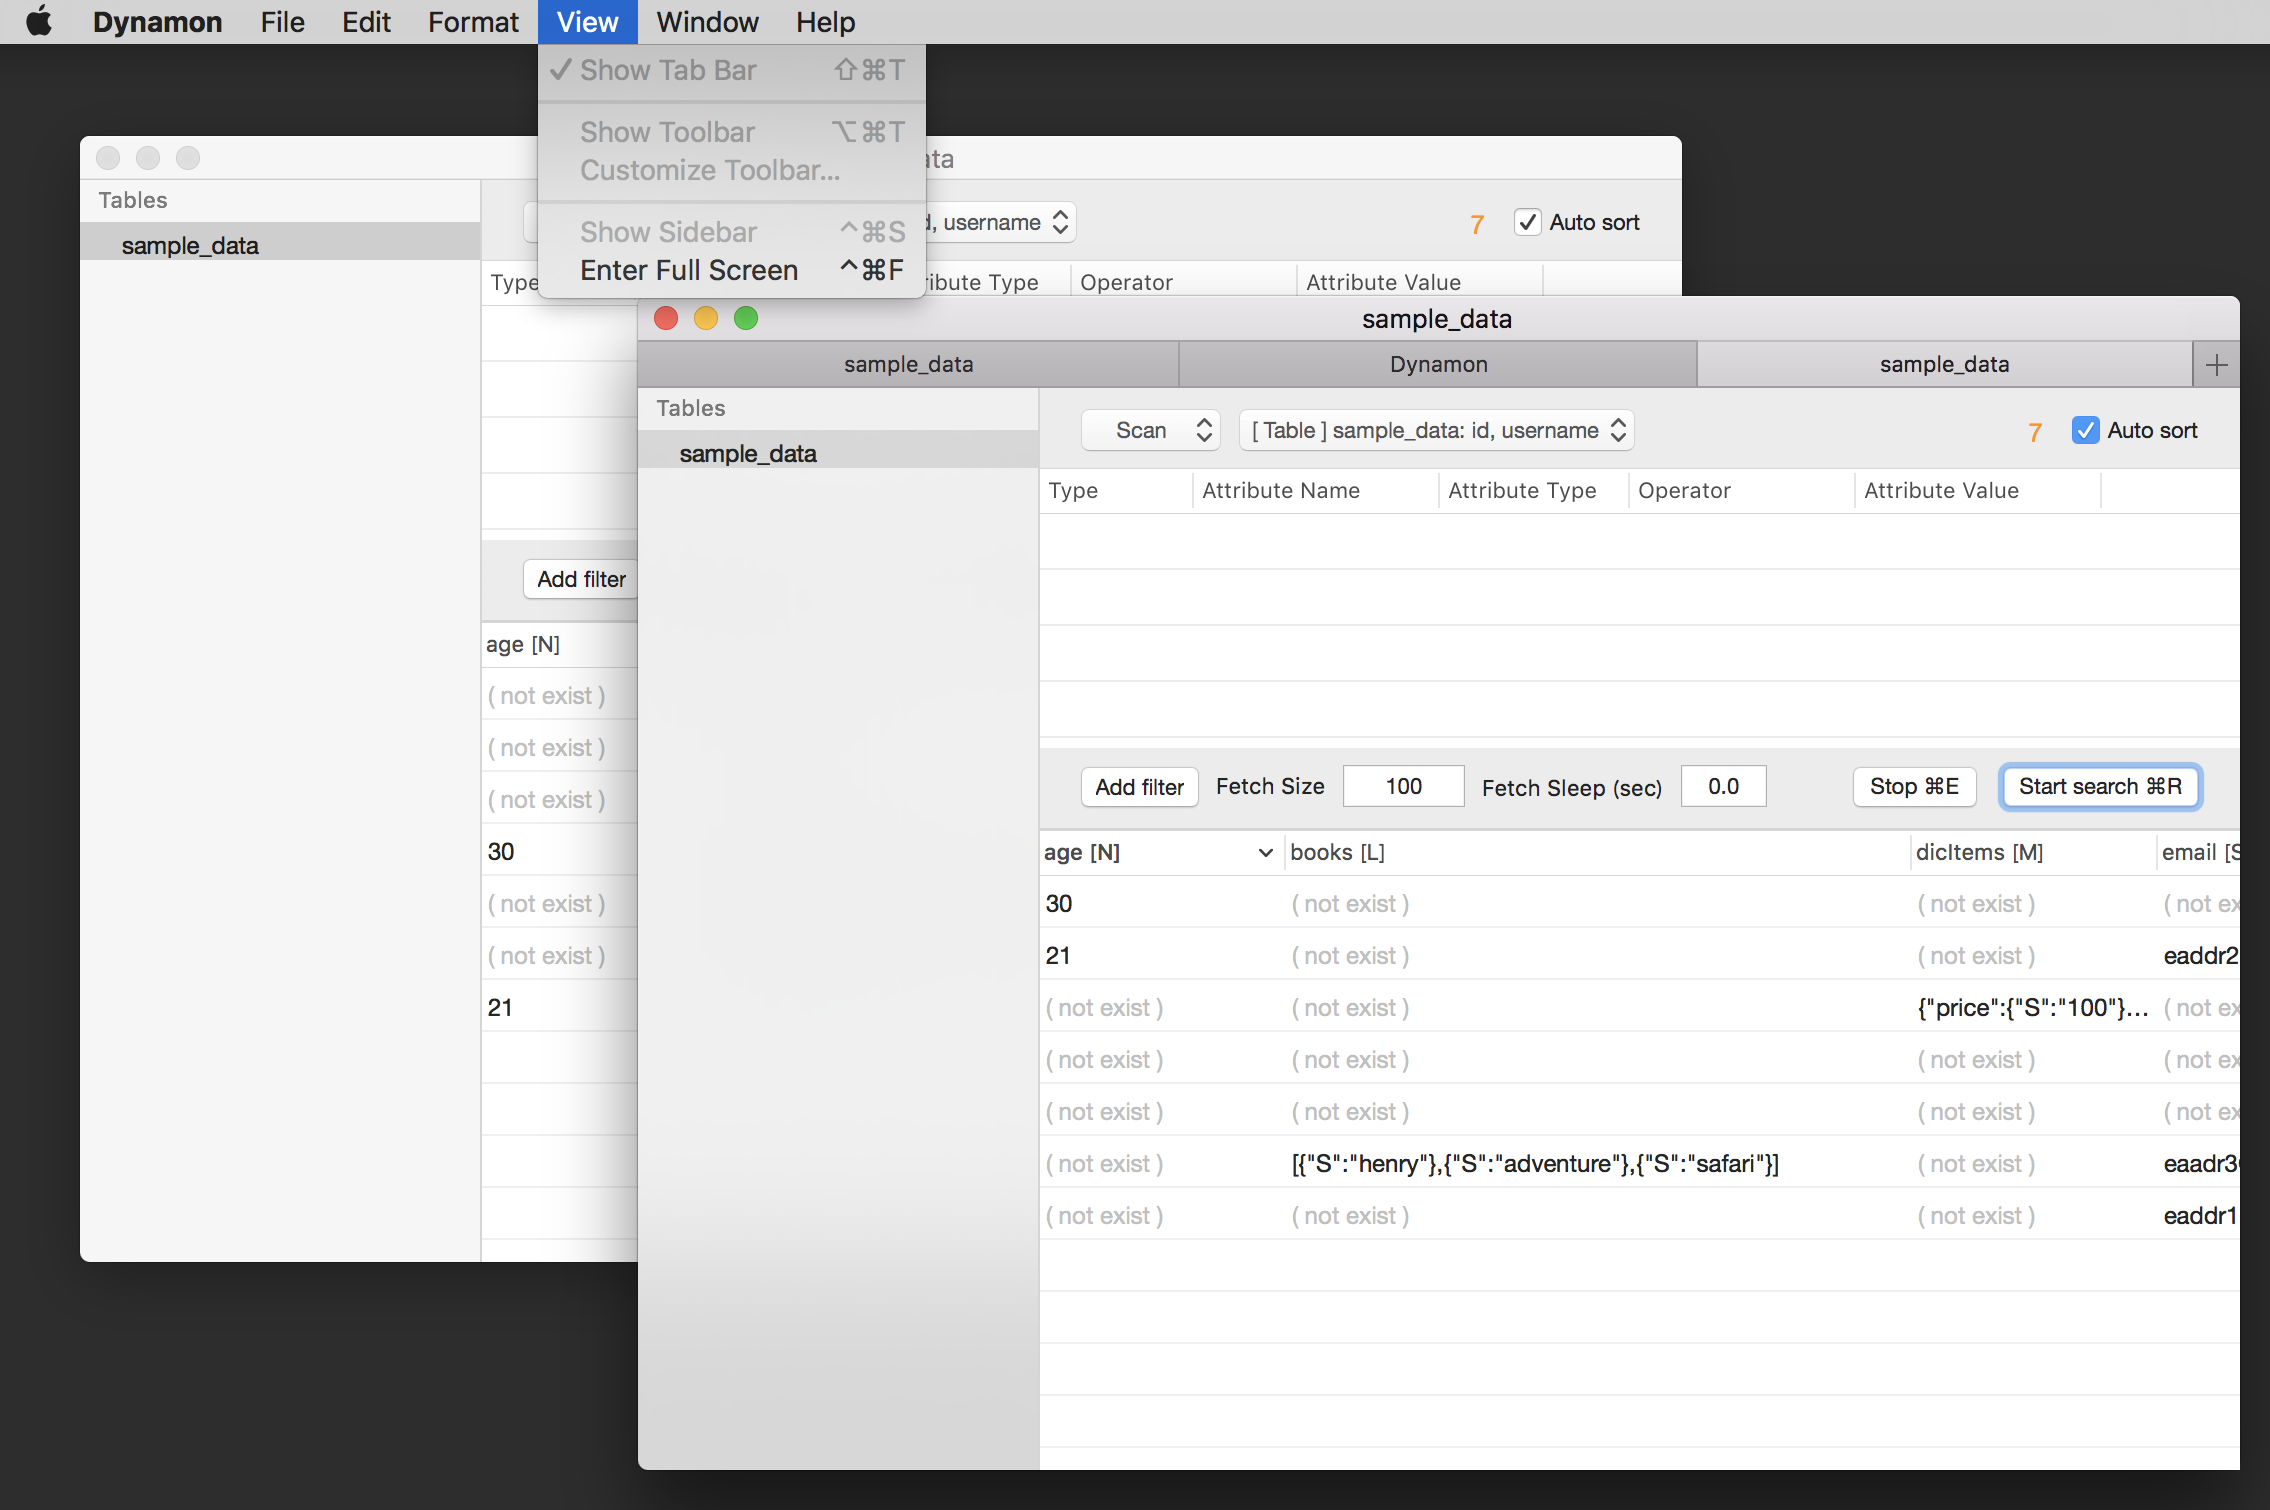 Dynamon File Edit Format View Window Help
✓ Show Tab Bar ⇧⌘T
Show Toolbar ⌥⌘T
Customize Toolbar...
Show Sidebar ^⌘S
Enter Full Screen ^⌘F
Tables
sample_data
username
7 ✓ Auto sort
Type
Type Operator Attribute Value
Add filter
age [N]
( not exist )
( not exist )
( not exist )
30
( not exist )
( not exist )
21
sample_data
sample_data Dynamon sample_data +
Tables
sample_data
Scan [ Table ] sample_data: id, username 7 ✓ Auto sort
Type Attribute Name Attribute Type Operator Attribute Value
Add filter Fetch Size 100 Fetch Sleep (sec) 0.0 Stop ⌘E Start search ⌘R
age [N] books [L] dicItems [M] email
30 ( not exist ) ( not exist ) ( not
21 ( not exist ) ( not exist ) eaddr2
( not exist ) ( not exist ) {"price":{"S":"100"}... ( not
( not exist ) ( not exist ) ( not exist ) ( not
( not exist ) ( not exist ) ( not exist ) ( not
( not exist ) [{"S":"henry"},{"S":"adventure"},{"S":"safari"}] ( not exist ) eaadr3
( not exist ) ( not exist ) ( not exist ) eaddr1